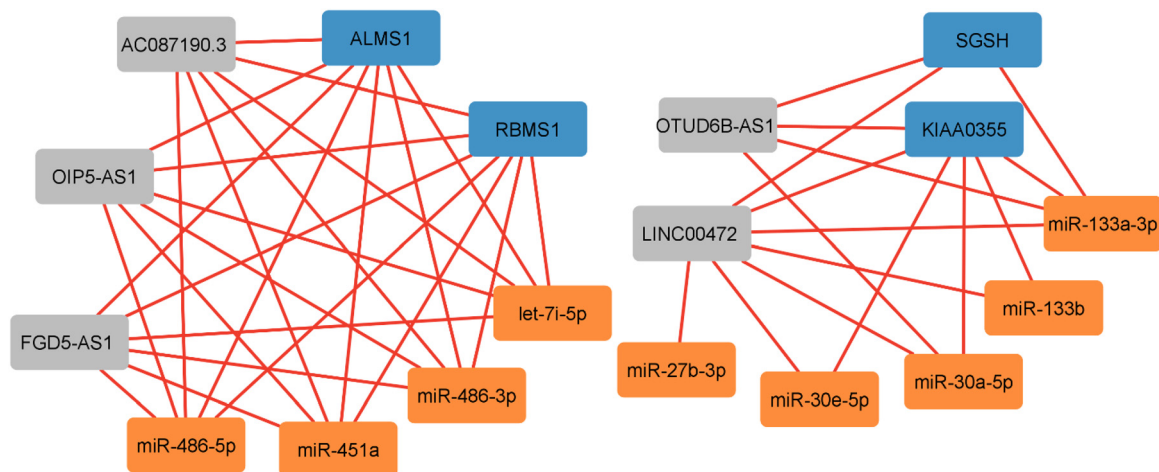 AC087190.3
ALMS1
RBMS1
OIP5-AS1
FGD5-AS1
let-7i-5p
miR-486-3p
miR-486-5p
miR-451a
SGSH
OTUD6B-AS1
KIAA0355
LINC00472
miR-133a-3p
miR-133b
miR-27b-3p
miR-30e-5p
miR-30a-5p